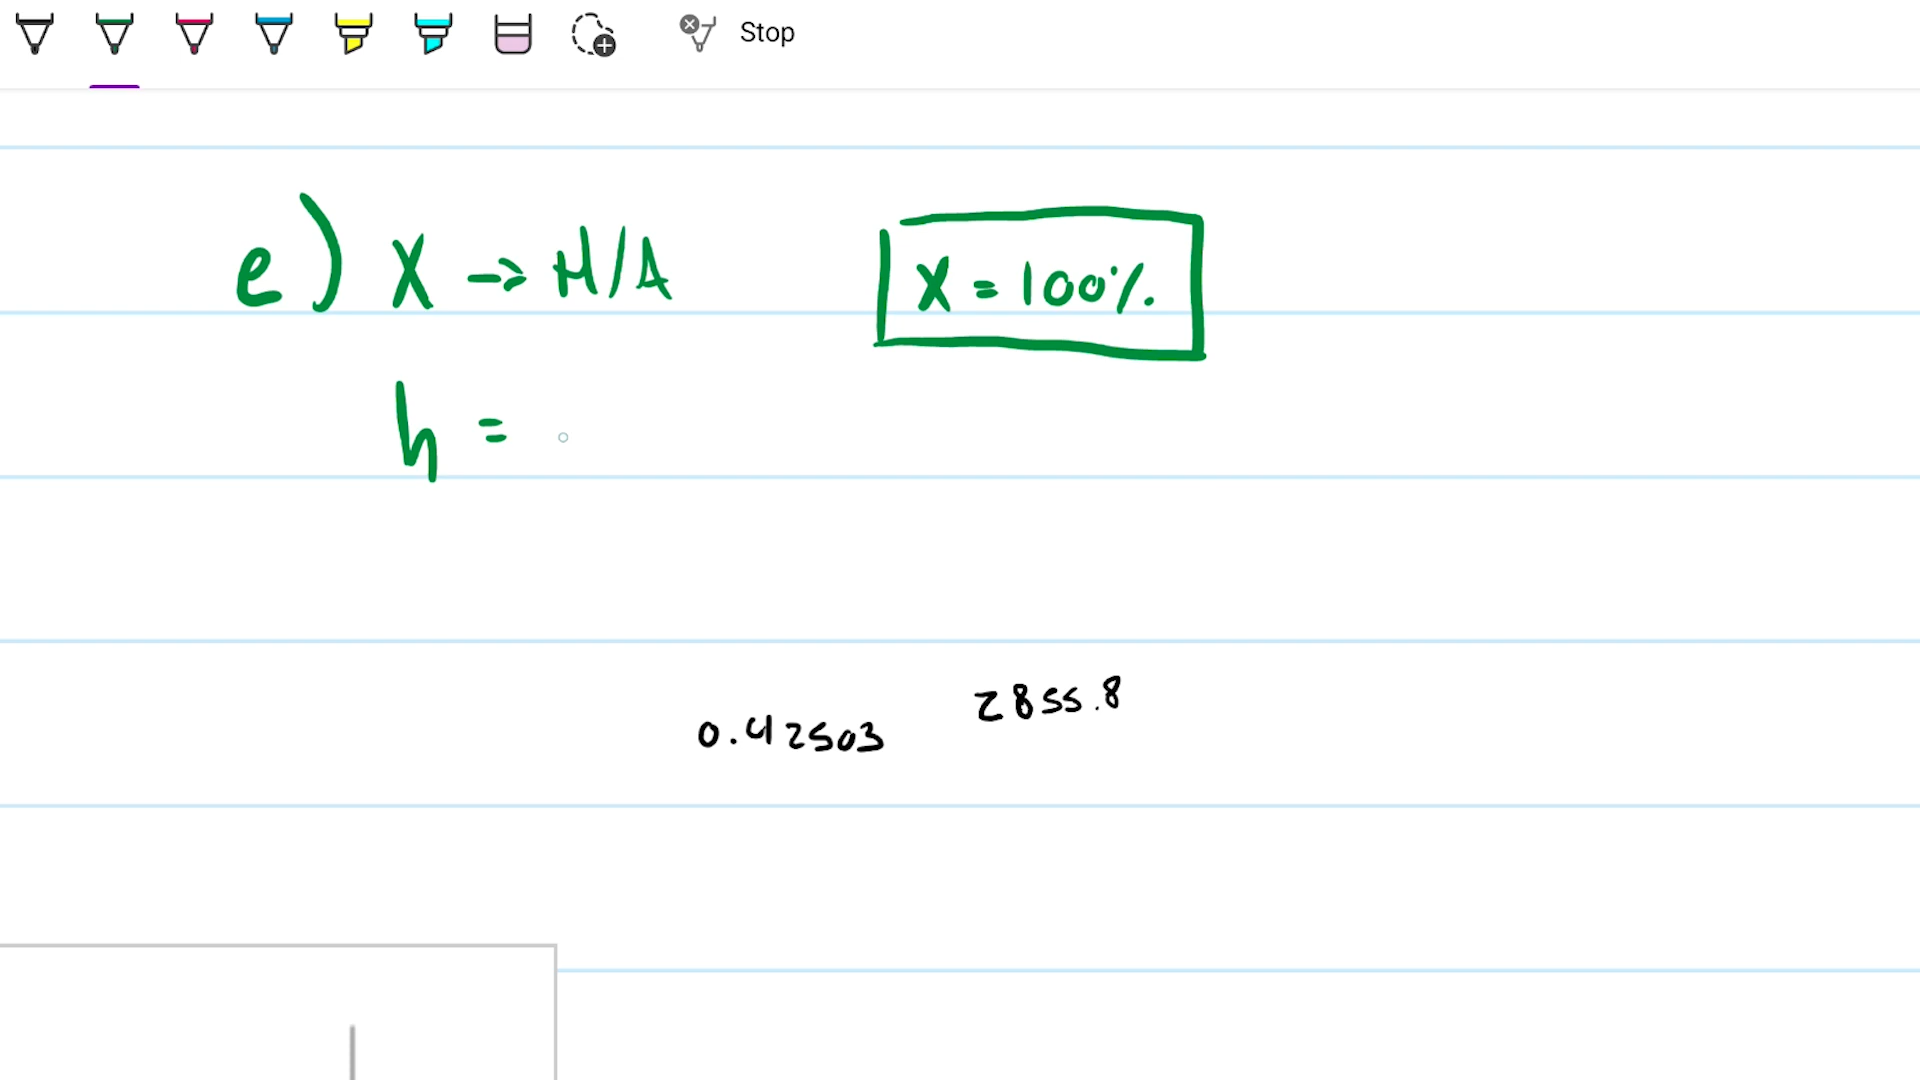 Stop
e) X → N/A
X = 100%.
h =
2855.8
0.42503